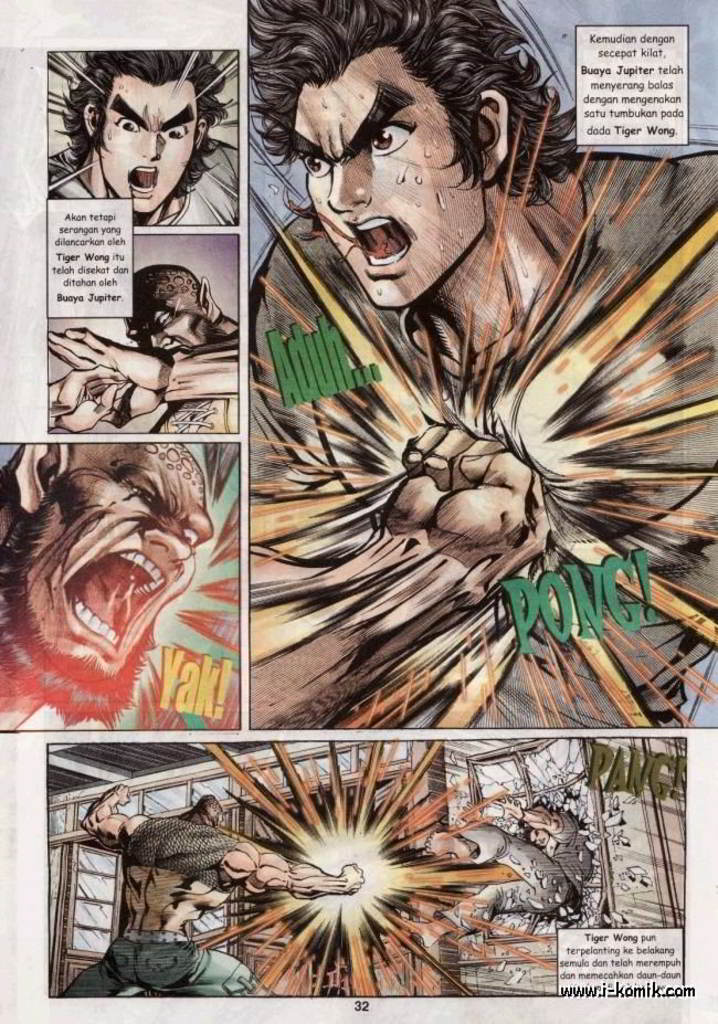 Akan tetapi
serangan yang
dilancarkan oleh
Tiger Wong itu
telah disekat dan
ditahan oleh
Buaya Jupiter.
Yak!
Kemudian dengan
secepat kilat,
Buaya Jupiter telah
menyerang balas
dengan mengenakan
satu tumbukan pada
dada Tiger Wong.
Aduh...
PONG!
PANG!
Tiger Wong pun
terpelanting ke belakang
semula dan telah merempuh
dan memecahkan daun-daun
www.i-komik.com
32